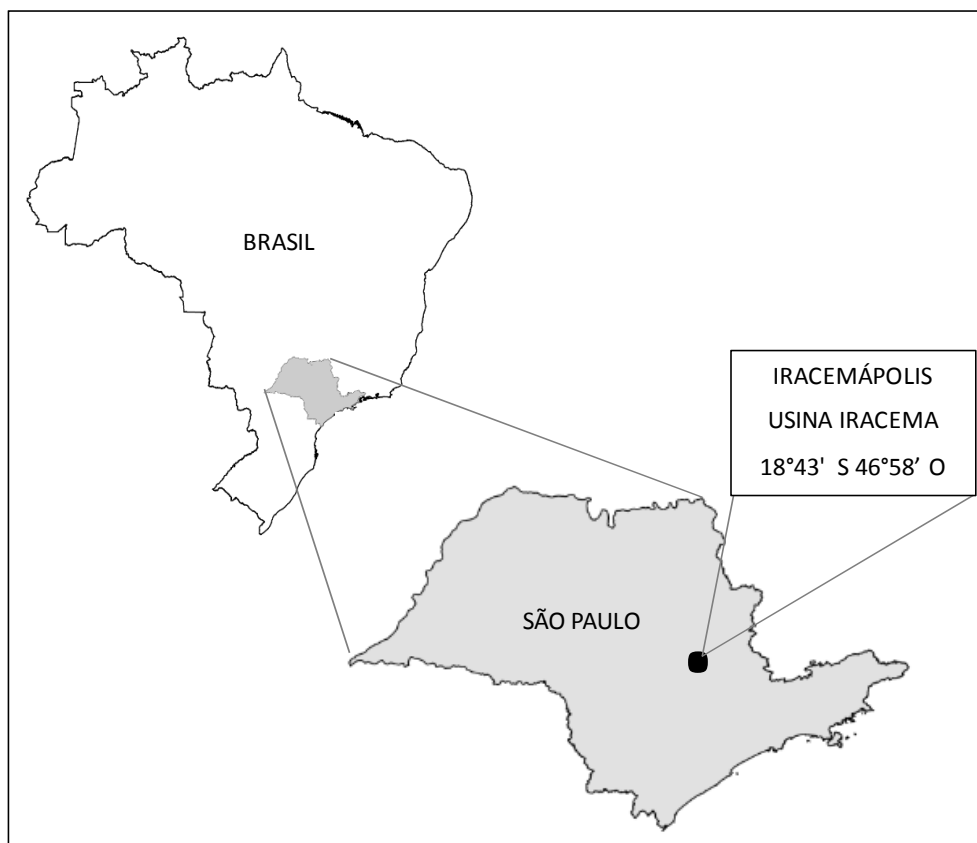 BRASIL
IRACEMÁPOLIS
USINA IRACEMA
18°43' S 46°58’ O
SÃO PAULO